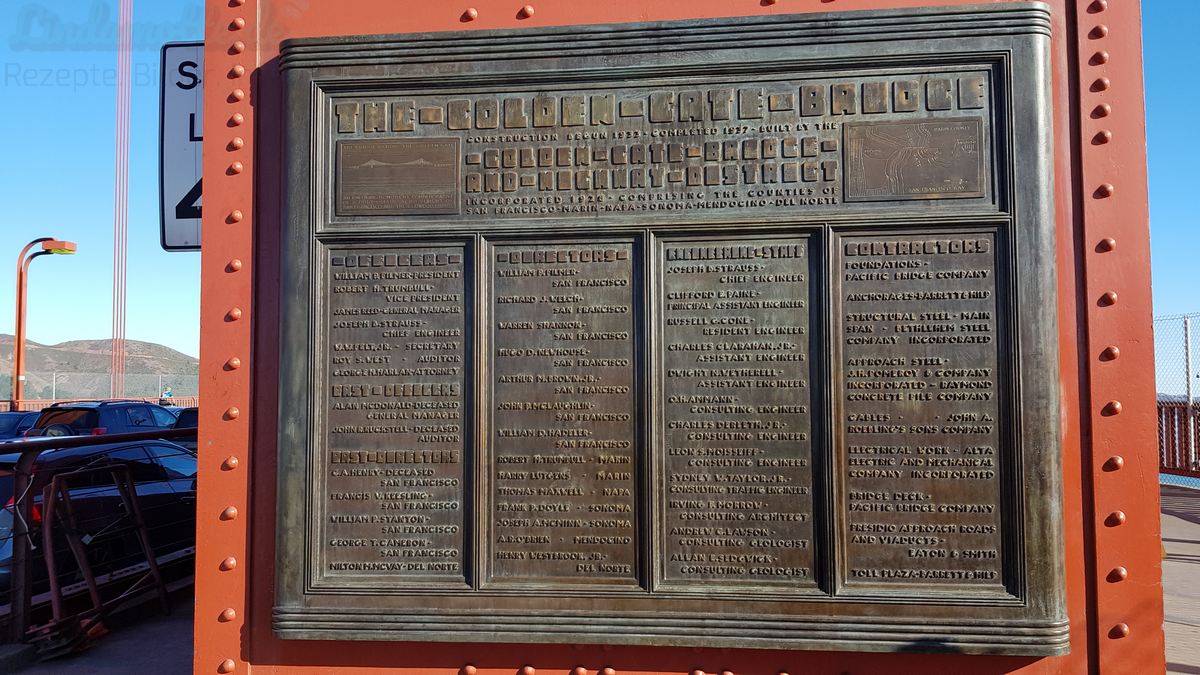 Lindamottack
Rezepte, Bilder
S
L
4
THE-GOLDEN-GATE-BRIDGE
CONSTRUCTION BEGUN 1933-COMPLETED 1937-BUILT BY THE
-GOLDEN-GATE-BRIDGE-
AND-HIGHWAY-DISTRICT
INCORPORATED 1928-COMPRISING THE COUNTIES OF
SAN FRANCISCO-MARIN-NAPA-SONOMA-MENDOCINO-DEL NORTE
MARIN COUNTY
SAN FRANCISCO BAY
-OFFICERS-
WILLIAM P. FILMER-PRESIDENT
ROBERT H. TRUMBULL-
VICE PRESIDENT
JAMES REED-GENERAL MANAGER
JOSEPH B. STRAUSS-
CHIEF ENGINEER
W.W. FELT, JR. - SECRETARY
ROY S. WEST - AUDITOR
GEORGE H. HARLAN-ATTORNEY
PAST-OFFICERS
ALAN MCDONALD-DECEASED
GENERAL MANAGER
JOHN R. RUCKSTELL-DECEASED
AUDITOR
PAST-DIRECTORS
C.A. HENRY-DECEASED
SAN FRANCISCO
FRANCIS V. KEESLING-
SAN FRANCISCO
WILLIAM P. STANTON-
SAN FRANCISCO
GEORGE T. CAMERON-
SAN FRANCISCO
MILTON M. MCVAY-DEL NORTE
-DIRECTORS-
WILLIAM P. FILMER-
SAN FRANCISCO
RICHARD J. WELCH-
SAN FRANCISCO
WARREN SHANNON-
SAN FRANCISCO
HUGO D. NEWHOUSE-
SAN FRANCISCO
ARTHUR M. BROWN, JR.-
SAN FRANCISCO
JOHN P. MCLAUGHLIN-
SAN FRANCISCO
WILLIAM D. HADELER-
SAN FRANCISCO
ROBERT H. TRUMBULL - MARIN
HARRY LUTGENS - MARIN
THOMAS MAXWELL - NAPA
FRANK P. DOYLE - SONOMA
JOSEPH A. MCMINN - SONOMA
A.R. O'BRIEN - MENDOCINO
HENRY WESTBROOK, JR.-
DEL NORTE
ENGINEERING-STAFF
JOSEPH B. STRAUSS-
CHIEF ENGINEER
CLIFFORD E. PAINE-
PRINCIPAL ASSISTANT ENGINEER
RUSSELL G. CONE-
RESIDENT ENGINEER
CHARLES CLARAHAN, JR-
ASSISTANT ENGINEER
DWIGHT N. WETHERELL-
ASSISTANT ENGINEER
O.H. AMMANN-
CONSULTING ENGINEER
CHARLES DERLETH, JR.-
CONSULTING ENGINEER
LEON S. MOISSEIFF-
CONSULTING ENGINEER
SYDNEY W. TAYLOR, JR.-
CONSULTING TRAFFIC ENGINEER
IRVING F. MORROW-
CONSULTING ARCHITECT
ANDREW C. LAWSON-
CONSULTING GEOLOGIST
ALLAN E. SEDGWICK-
CONSULTING GEOLOGIST
CONTRACTORS
FOUNDATIONS-
PACIFIC BRIDGE COMPANY
ANCHORAGES-BARRETT & HILP
STRUCTURAL STEEL - MAIN
SPAN - BETHLEHEM STEEL
COMPANY INCORPORATED
APPROACH STEEL-
J.H. POMEROY & COMPANY
INCORPORATED - RAYMOND
CONCRETE PILE COMPANY
CABLES - JOHN A.
ROEBLING'S SONS COMPANY
ELECTRICAL WORK - ALTA
ELECTRIC AND MECHANICAL
COMPANY INCORPORATED
BRIDGE DECK-
PACIFIC BRIDGE COMPANY
PRESIDIO APPROACH ROADS
AND VIADUCTS-
EATON & SMITH
TOLL PLAZA-BARRETT & HILP